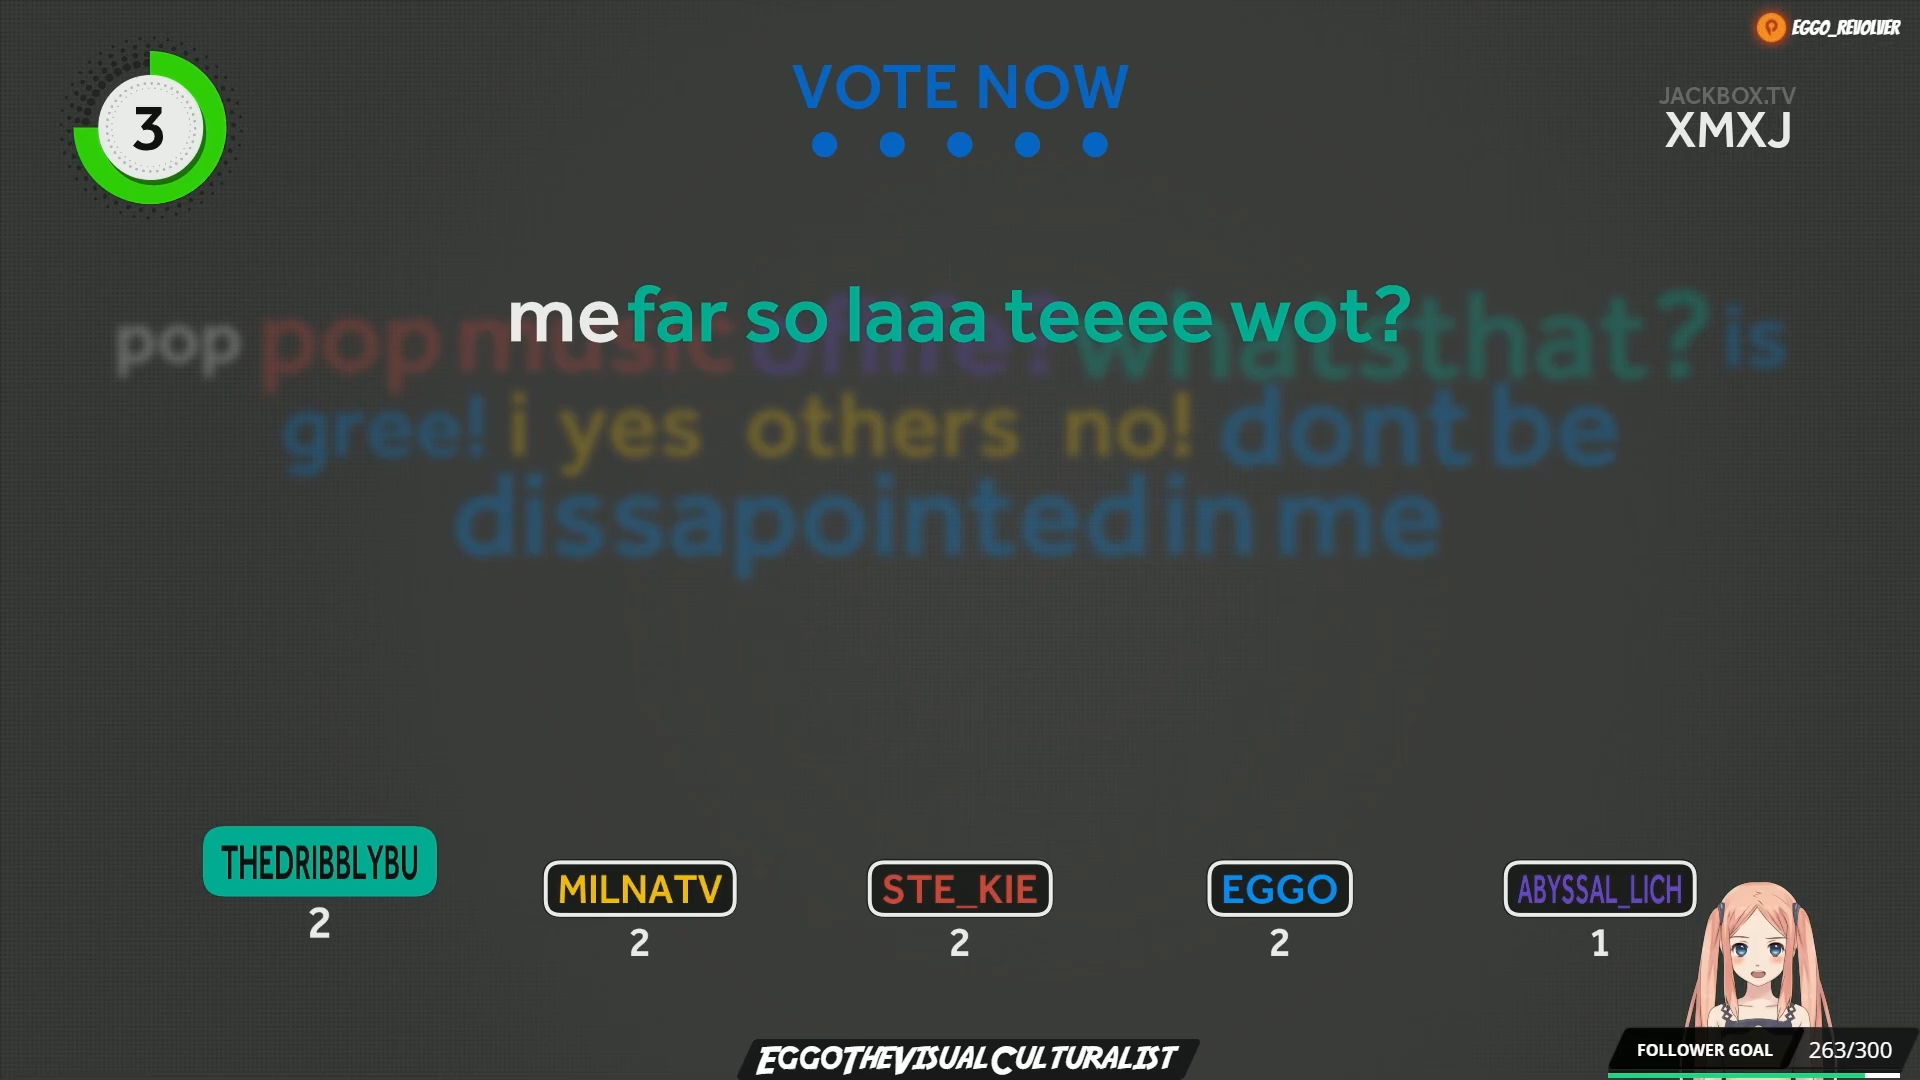 EGGO_REVOLVER
3
VOTE NOW
JACKBOX.TV
XMXJ
me far so laaa teeee wot?
pop pop music of life? whatsthat? is
gree! i yes others no! dont be
dissapointed in me
THEDRIBBLYBU MILNATV STE_KIE EGGO ABYSSAL_LICH
2 2 2 2 1
EGGOTHEVISUALCULTURALIST
FOLLOWER GOAL 263/300